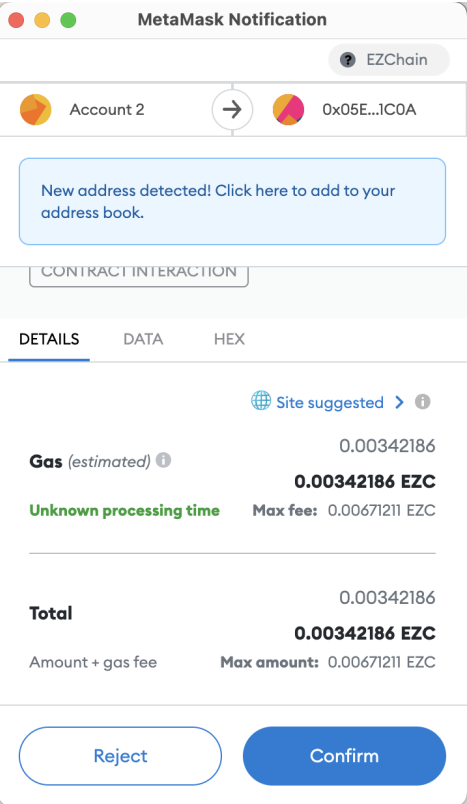 MetaMask Notification
? EZChain
Account 2 0x05E...1C0A
New address detected! Click here to add to your
address book.
CONTRACT INTERACTION
DETAILS DATA HEX
Site suggested > i
0.00342186
Gas (estimated) i 0.00342186 EZC
Unknown processing time Max fee: 0.00671211 EZC
0.00342186
Total 0.00342186 EZC
Amount + gas fee Max amount: 0.00671211 EZC
Reject Confirm